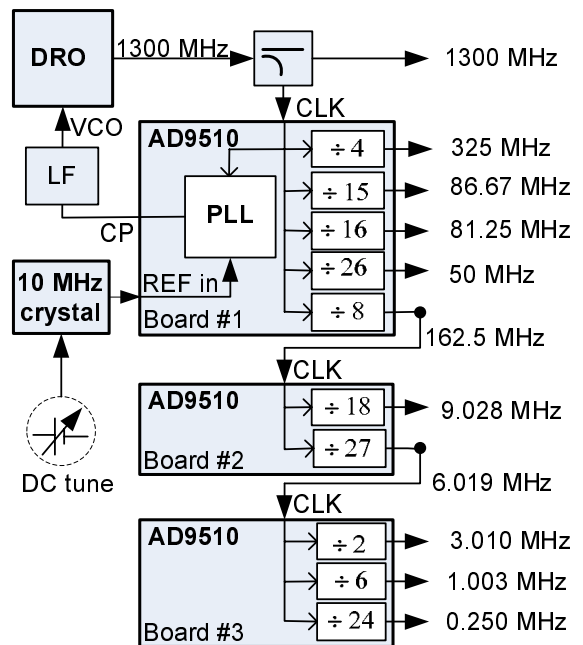 DRO
1300 MHz
1300 MHz
CLK
VCO
AD9510
÷ 4
325 MHz
LF
÷ 15
86.67 MHz
PLL
÷ 16
81.25 MHz
CP
÷ 26
50 MHz
10 MHz
crystal
REF in
÷ 8
Board #1
162.5 MHz
CLK
AD9510
÷ 18
9.028 MHz
÷ 27
Board #2
DC tune
6.019 MHz
CLK
AD9510
÷ 2
3.010 MHz
÷ 6
1.003 MHz
÷ 24
0.250 MHz
Board #3